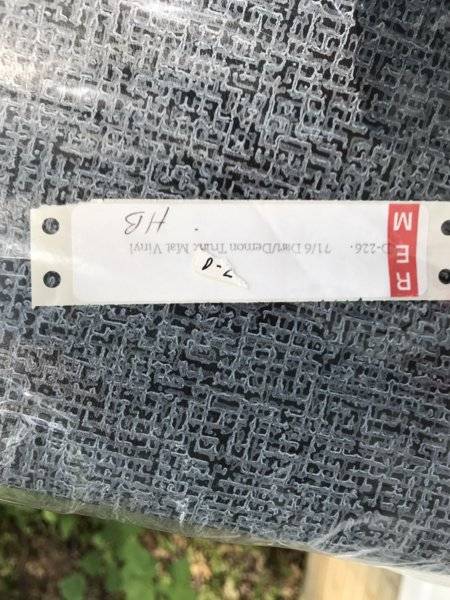 REM
D-226. 71/6 Dart/Demon Trunk Mat Vinyl
HB